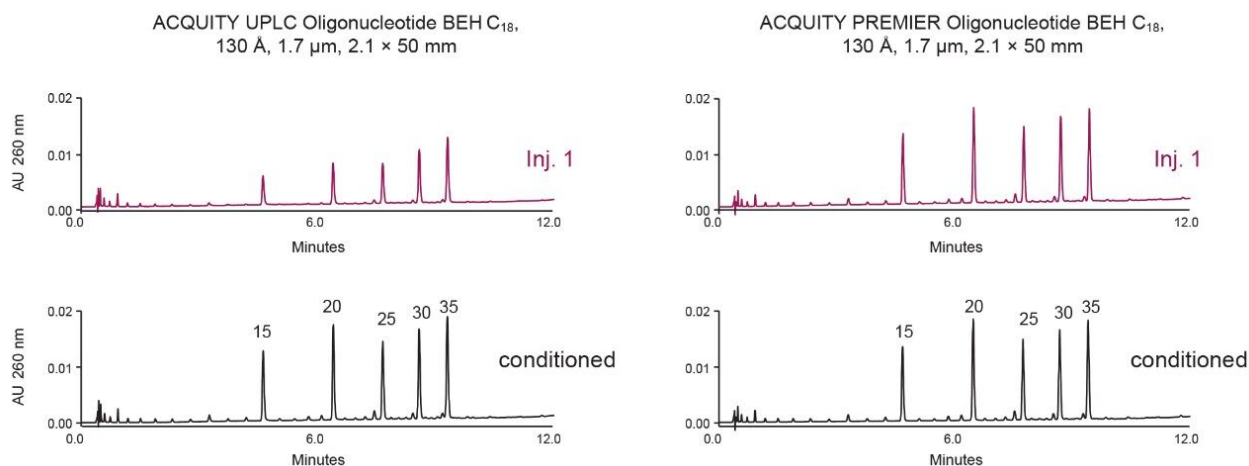 ACQUITY UPLC Oligonucleotide BEH C₁₈,
130 Å, 1.7 µm, 2.1 × 50 mm
0.02
0.01
0.00
AU 260 nm
Inj. 1
0.0
6.0
12.0
Minutes
ACQUITY PREMIER Oligonucleotide BEH C₁₈,
130 Å, 1.7 µm, 2.1 × 50 mm
0.02
0.01
0.00
Inj. 1
0.0
6.0
12.0
Minutes
0.02
0.01
0.00
AU 260 nm
15
20
25
30
35
conditioned
0.0
6.0
12.0
Minutes
0.02
0.01
0.00
15
20
25
30
35
conditioned
0.0
6.0
12.0
Minutes